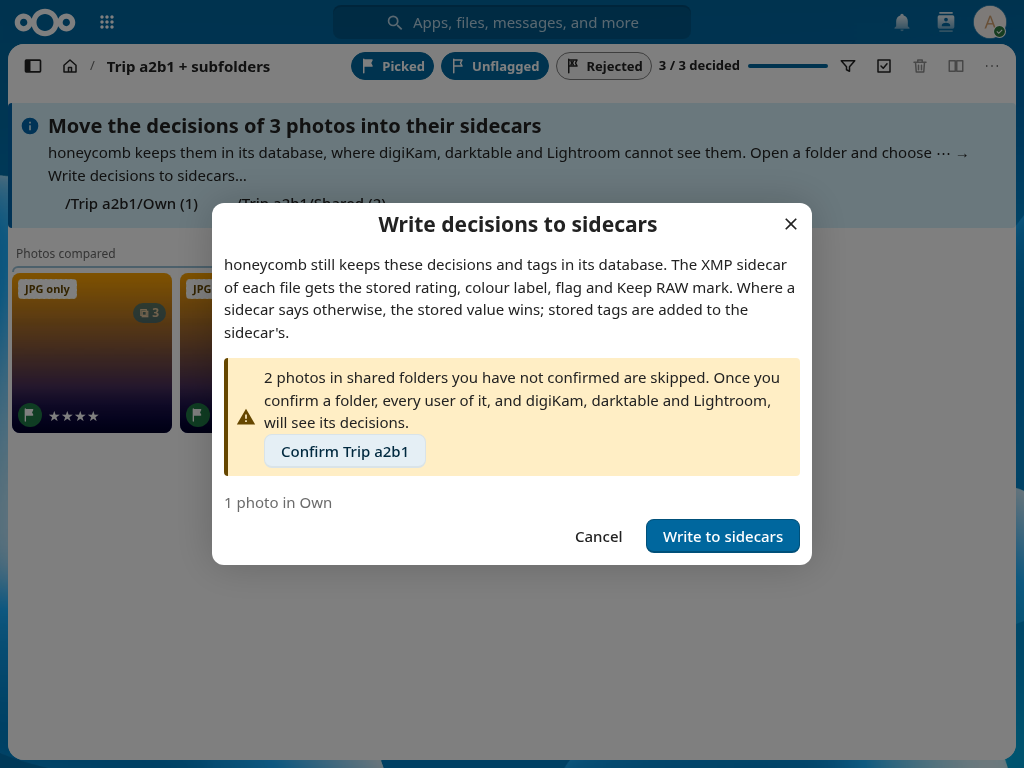 Apps, files, messages, and more
A
/ Trip a2b1 + subfolders
Picked
Unflagged
Rejected
3 / 3 decided
Move the decisions of 3 photos into their sidecars
honeycomb keeps them in its database, where digiKam, darktable and Lightroom cannot see them. Open a folder and choose ⋯ →
Write decisions to sidecars…
/Trip a2b1/Own (1)
/Trip a2b1/Shared (2)
Photos compared
JPG only
3
★★★★
JPG
Write decisions to sidecars
honeycomb still keeps these decisions and tags in its database. The XMP sidecar
of each file gets the stored rating, colour label, flag and Keep RAW mark. Where a
sidecar says otherwise, the stored value wins; stored tags are added to the
sidecar's.
2 photos in shared folders you have not confirmed are skipped. Once you
confirm a folder, every user of it, and digiKam, darktable and Lightroom,
will see its decisions.
Confirm Trip a2b1
1 photo in Own
Cancel
Write to sidecars